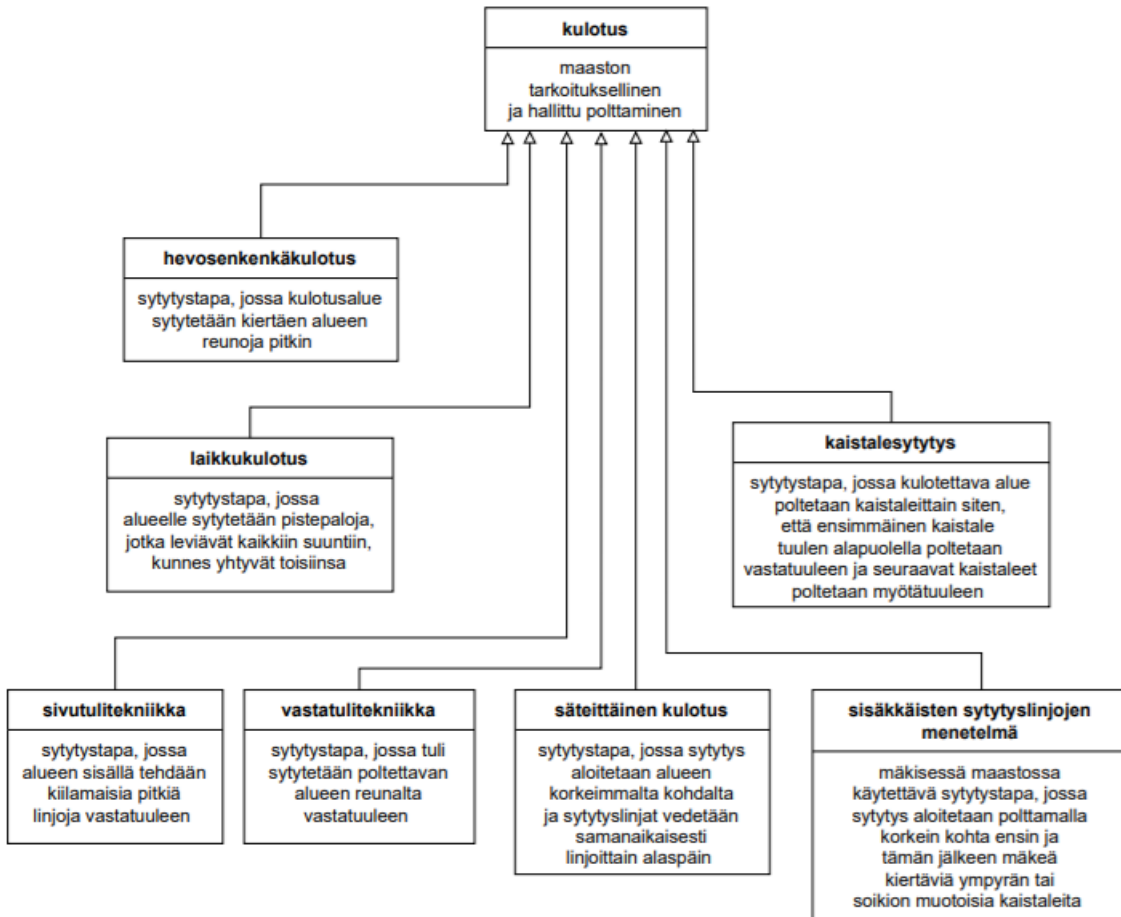 kulotus
maaston
tarkoituksellinen
ja hallittu polttaminen
hevosenkenkäkulotus
sytytystapa, jossa kulotusalue
sytytetään kiertäen alueen
reunoja pitkin
laikkukulotus
sytytystapa, jossa
alueelle sytytetään pistepaloja,
jotka leviävät kaikkiin suuntiin,
kunnes yhtyvät toisiinsa
kaistalesytytys
sytytystapa, jossa kulotettava alue
poltetaan kaistaleittain siten,
että ensimmäinen kaistale
tuulen alapuolella poltetaan
vastatuuleen ja seuraavat kaistaleet
poltetaan myötätuuleen
sivutulitekniikka
sytytystapa, jossa
alueen sisällä tehdään
kiilamaisia pitkiä
linjoja vastatuuleen
vastatulitekniikka
sytytystapa, jossa tuli
sytytetään poltettavan
alueen reunalta
vastatuuleen
säteittäinen kulotus
sytytystapa, jossa sytytys
aloitetaan alueen
korkeimmalta kohdalta
ja sytytyslinjat vedetään
samanaikaisesti
linjoittain alaspäin
sisäkkäisten sytytyslinjojen
menetelmä
mäkisessä maastossa
käytettävä sytytystapa, jossa
sytytys aloitetaan polttamalla
korkein kohta ensin ja
tämän jälkeen mäkeä
kiertäviä ympyrän tai
soikion muotoisia kaistaleita